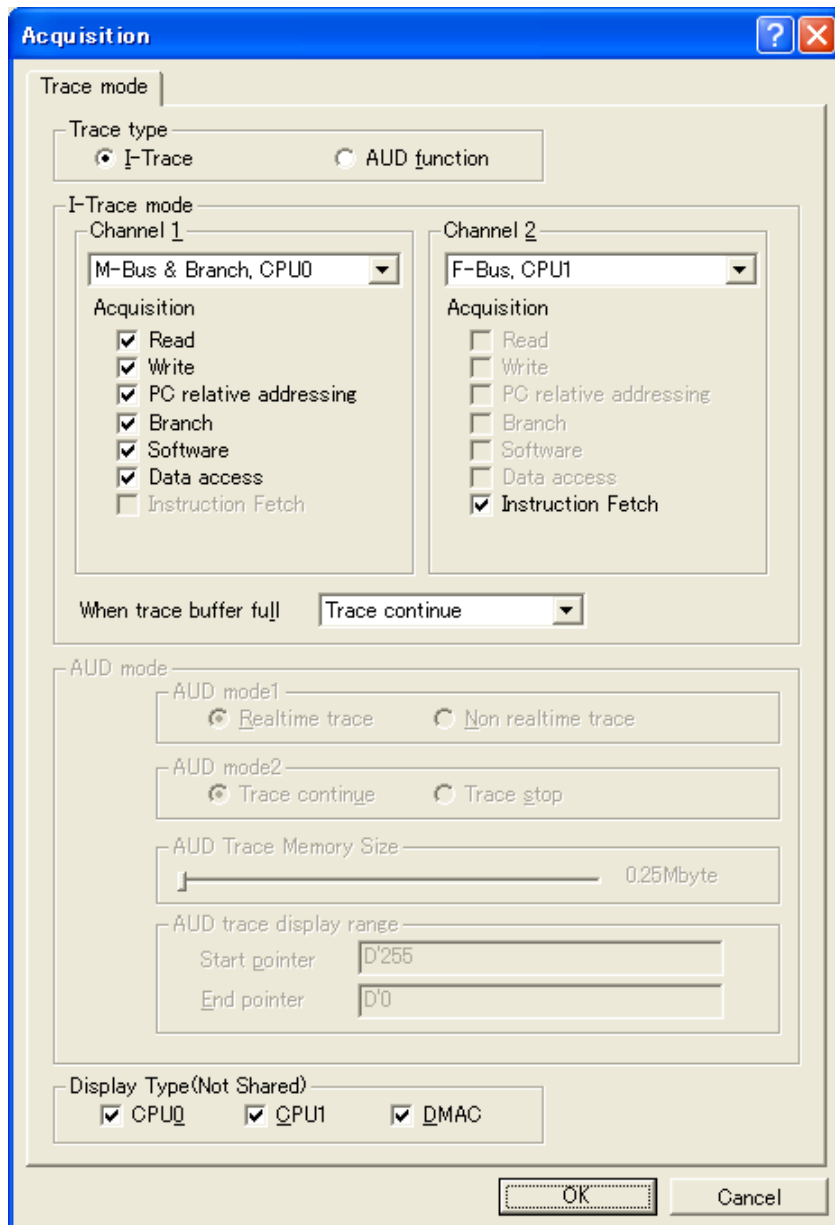 Acquisition
Trace mode
Trace type
I-Trace AUD function
I-Trace mode
Channel 1
M-Bus & Branch, CPU0
Acquisition
Read
Write
PC relative addressing
Branch
Software
Data access
Instruction Fetch
Channel 2
F-Bus, CPU1
Acquisition
Read
Write
PC relative addressing
Branch
Software
Data access
Instruction Fetch
When trace buffer full Trace continue
AUD mode
AUD mode1
Realtime trace Non realtime trace
AUD mode2
Trace continue Trace stop
AUD Trace Memory Size
0.25Mbyte
AUD trace display range
Start pointer D'255
End pointer D'0
Display Type(Not Shared)
CPU0 CPU1 DMAC
OK Cancel